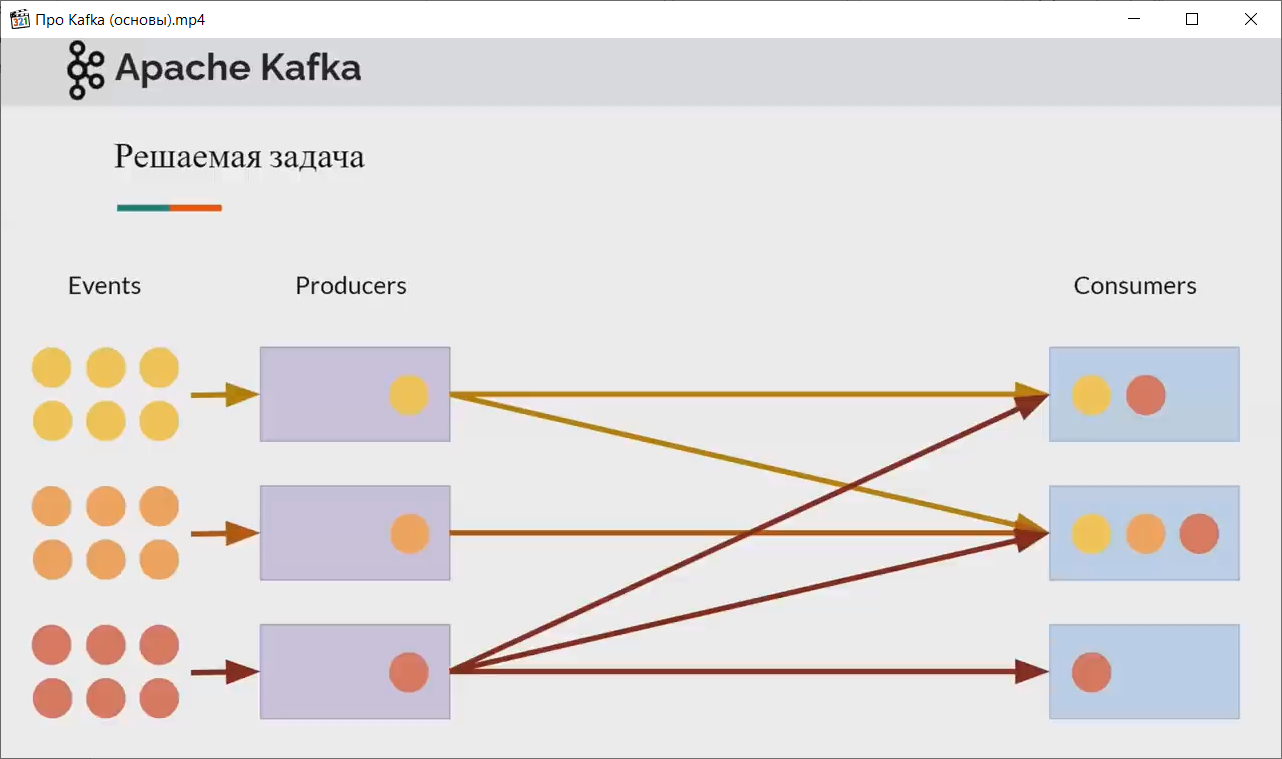 Про Kafka (основы).mp4
Apache Kafka
Решаемая задача
Events
Producers
Consumers